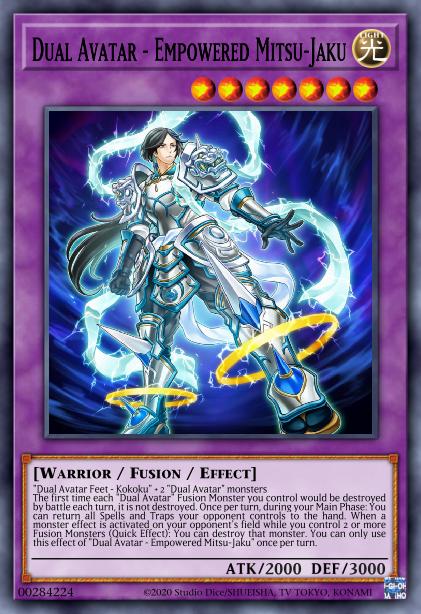 Dual Avatar - Empowered Mitsu-Jaku
LIGHT
光
[Warrior / Fusion / Effect]
"Dual Avatar Feet - Kokoku" + 2 "Dual Avatar" monsters
The first time each "Dual Avatar" Fusion Monster you control would be destroyed
by battle each turn, it is not destroyed. Once per turn, during your Main Phase: You
can return all Spells and Traps your opponent controls to the hand. When a
monster effect is activated on your opponent's field while you control 2 or more
Fusion Monsters (Quick Effect): You can destroy that monster. You can only use
this effect of "Dual Avatar - Empowered Mitsu-Jaku" once per turn.
ATK/2000 DEF/3000
00284224
©2020 Studio Dice/SHUEISHA, TV TOKYO, KONAMI